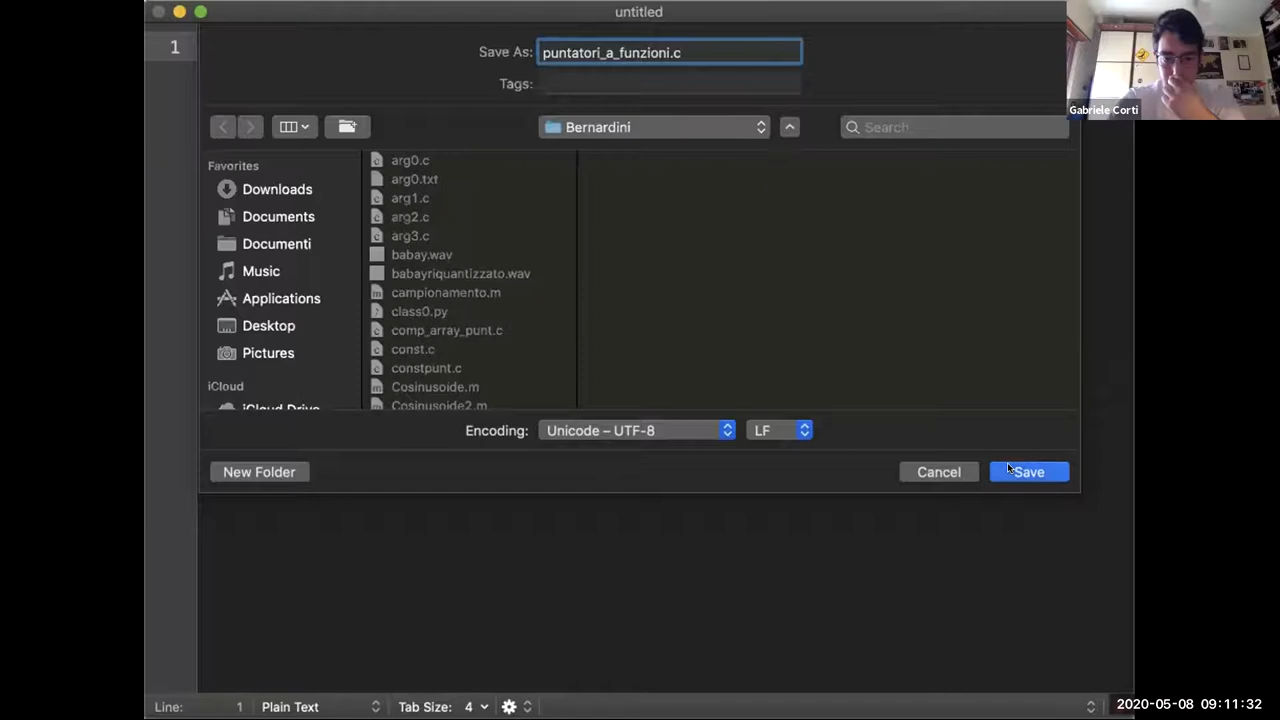 untitled
1
Save As: puntatori_a_funzioni.c
Tags:
Bernardini
Search
Gabriele Corti
Favorites
Downloads
Documents
Documenti
Music
Applications
Desktop
Pictures
iCloud
iCloud Drive
arg0.c
arg0.txt
arg1.c
arg2.c
arg3.c
babay.wav
babayriquantizzato.wav
campionamento.m
class0.py
comp_array_punt.c
const.c
constpunt.c
Cosinusoide.m
Cosinusoide2.m
Encoding: Unicode – UTF-8 LF
New Folder Cancel Save
Line: 1 Plain Text Tab Size: 4
2020-05-08 09:11:32